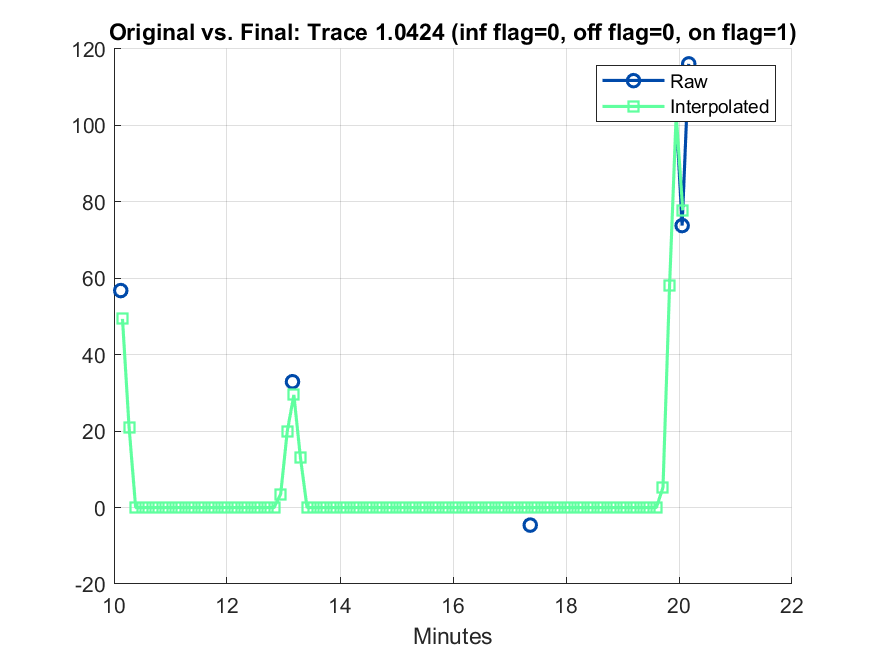 Original vs. Final: Trace 1.0424 (inf flag=0, off flag=0, on flag=1)
120
100
80
60
40
20
0
-20
10 12 14 16 18 20 22
Minutes
Raw
Interpolated